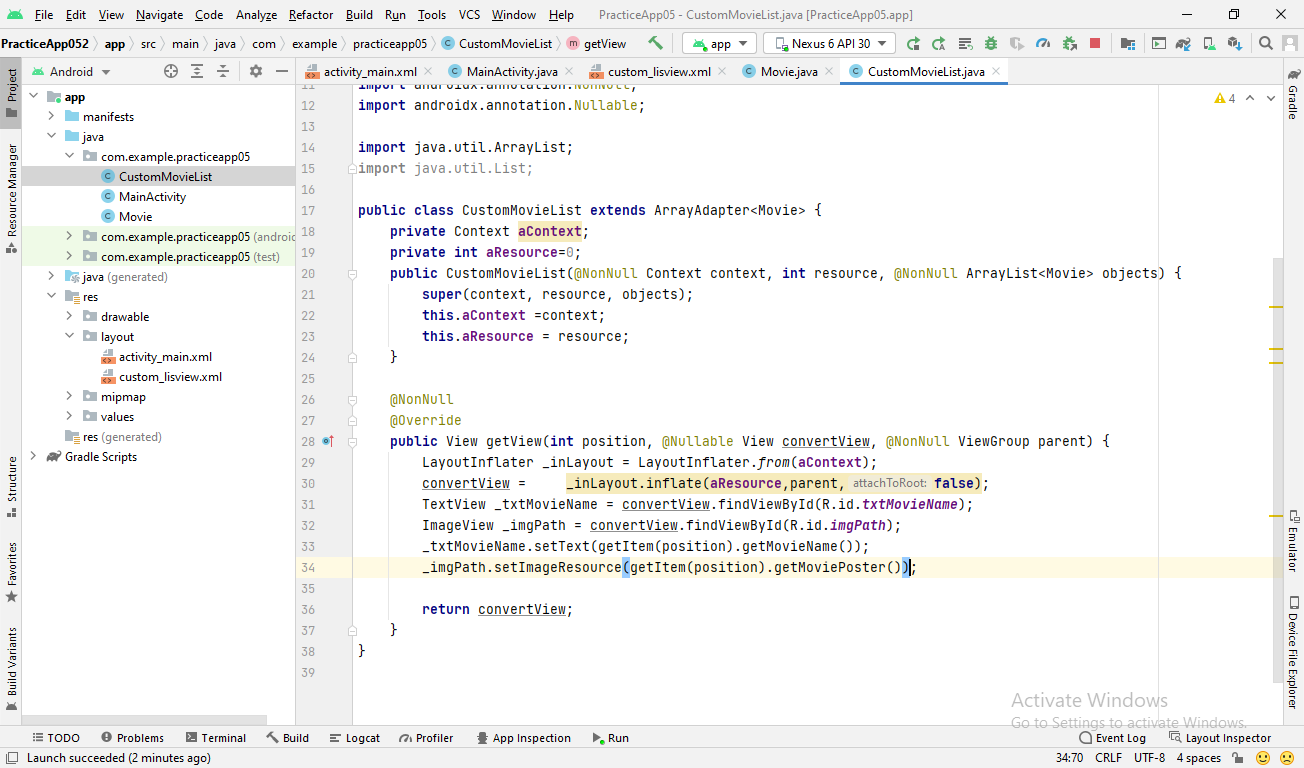 File Edit View Navigate Code Analyze Refactor Build Run Tools VCS Window Help PracticeApp05 - CustomMovieList.java [PracticeApp05.app]
PracticeApp052 app src main java com example practiceapp05 CustomMovieList getView app Nexus 6 API 30
Android activity_main.xml MainActivity.java custom_lisview.xml Movie.java CustomMovieList.java
Project
Resource Manager
Structure
Favorites
Build Variants
app
manifests
java
com.example.practiceapp05
CustomMovieList
MainActivity
Movie
com.example.practiceapp05 (androic
com.example.practiceapp05 (test)
java (generated)
res
drawable
layout
activity_main.xml
custom_lisview.xml
mipmap
values
res (generated)
Gradle Scripts
11 import androidx.annotation.NonNull;
12 import androidx.annotation.Nullable;
13
14 import java.util.ArrayList;
15 import java.util.List;
16
17 public class CustomMovieList extends ArrayAdapter<Movie> {
18 private Context aContext;
19 private int aResource=0;
20 public CustomMovieList(@NonNull Context context, int resource, @NonNull ArrayList<Movie> objects) {
21 super(context, resource, objects);
22 this.aContext =context;
23 this.aResource = resource;
24 }
25
26 @NonNull
27 @Override
28 public View getView(int position, @Nullable View convertView, @NonNull ViewGroup parent) {
29 LayoutInflater _inLayout = LayoutInflater.from(aContext);
30 convertView = _inLayout.inflate(aResource,parent, attachToRoot: false);
31 TextView _txtMovieName = convertView.findViewById(R.id.txtMovieName);
32 ImageView _imgPath = convertView.findViewById(R.id.imgPath);
33 _txtMovieName.setText(getItem(position).getMovieName());
34 _imgPath.setImageResource(getItem(position).getMoviePoster());
35
36 return convertView;
37 }
38 }
39
4
Gradle
Emulator
Device File Explorer
Activate Windows
Go to Settings to activate Windows.
TODO Problems Terminal Build Logcat Profiler App Inspection Run Event Log Layout Inspector
Launch succeeded (2 minutes ago) 34:70 CRLF UTF-8 4 spaces